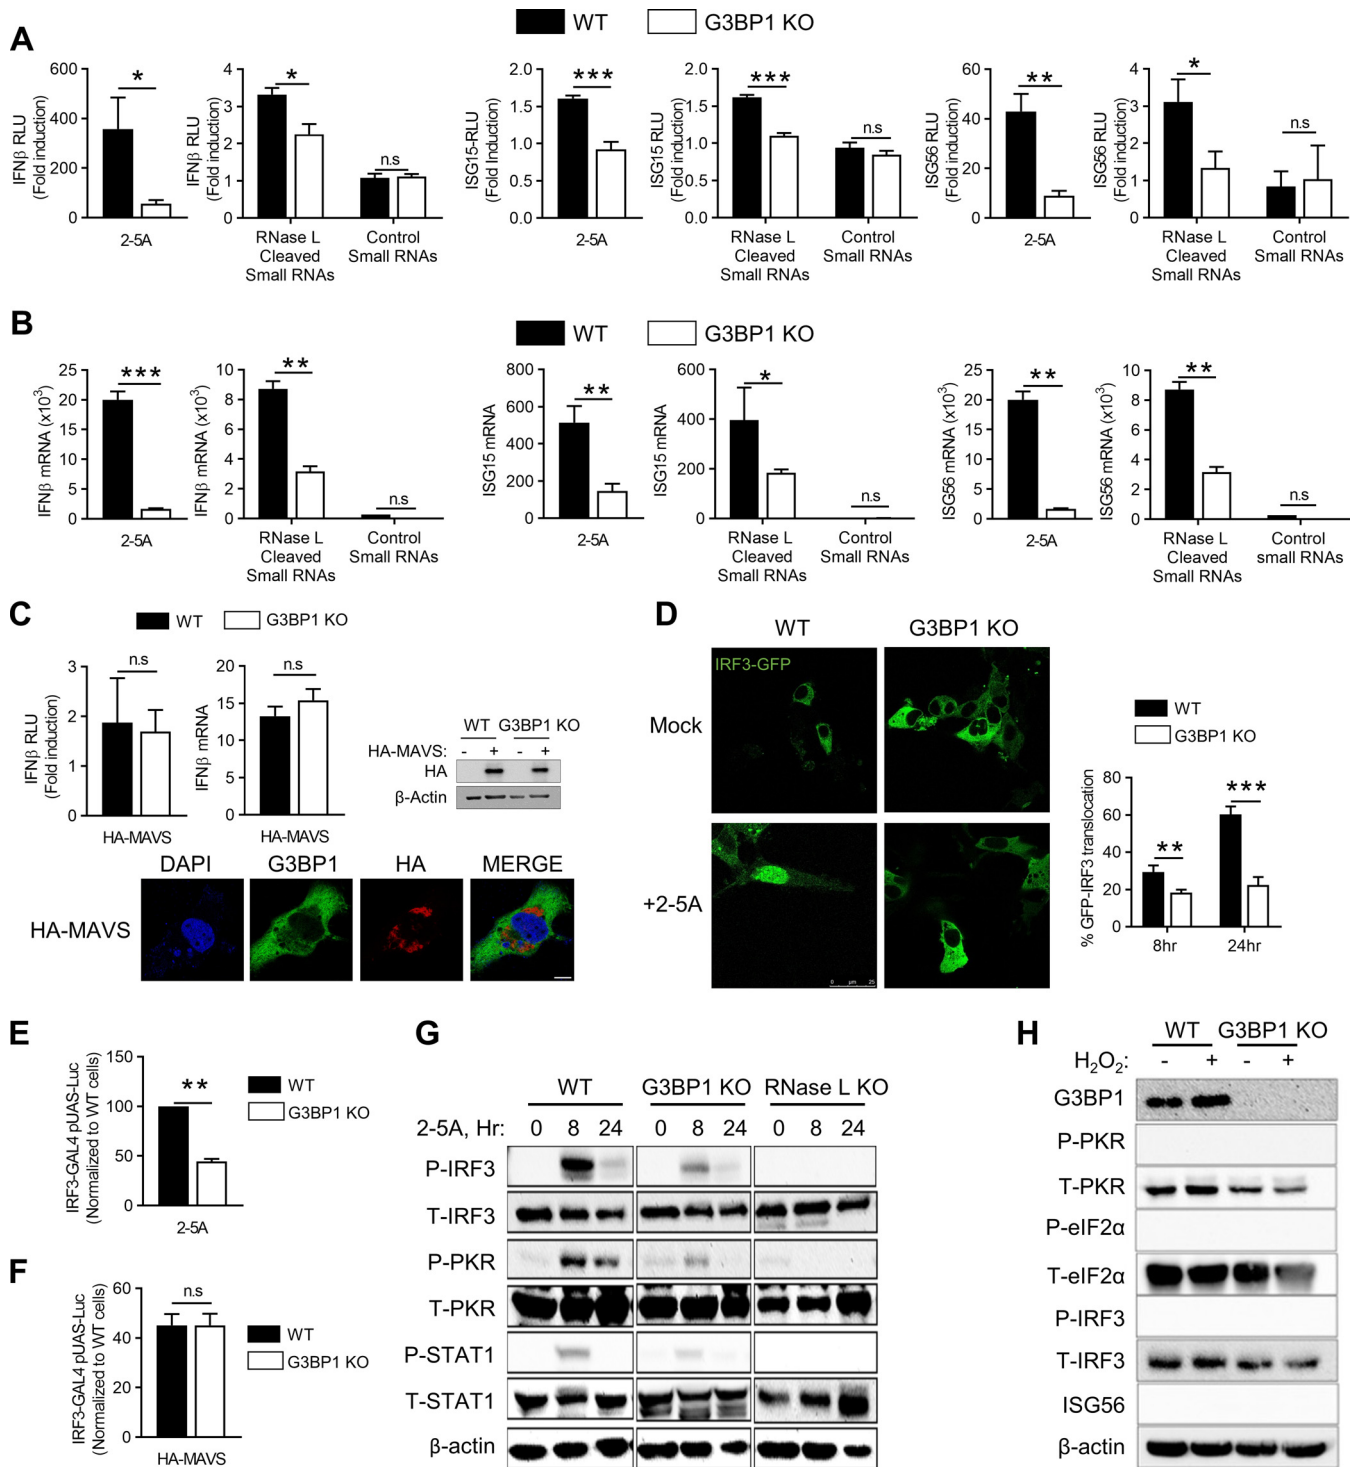 WT G3BP1 KO
A
IFNβ RLU
(Fold induction)
600
400
200
0
*
2-5A
IFNβ RLU
(Fold induction)
4
3
2
1
0
*
n.s
RNase L
Cleaved
Small RNAs
Control
Small RNAs
ISG15-RLU
(Fold Induction)
2.0
1.5
1.0
0.5
0.0
***
2-5A
ISG15 RLU
(Fold induction)
2.0
1.5
1.0
0.5
0.0
***
n.s
RNase L
Cleaved
Small RNAs
Control
Small RNAs
ISG56 RLU
(Fold induction)
60
40
20
0
**
2-5A
ISG56 RLU
(Fold induction)
4
3
2
1
0
*
n.s
RNase L
Cleaved
Small RNAs
Control
Small RNAs
B
WT G3BP1 KO
IFNβ mRNA (x10³)
25
20
15
10
5
0
***
2-5A
IFNβ mRNA (x10³)
10
8
6
4
2
0
**
n.s
RNase L
Cleaved
Small RNAs
Control
Small RNAs
ISG15 mRNA
800
600
400
200
0
**
2-5A
ISG15 mRNA
600
400
200
0
*
n.s
RNase L
Cleaved
Small RNAs
Control
Small RNAs
ISG56 mRNA (x10³)
25
20
15
10
5
0
**
2-5A
ISG56 mRNA (x10³)
10
8
6
4
2
0
**
n.s
RNase L
Cleaved
Small RNAs
Control
small RNAs
C
WT G3BP1 KO
IFNβ RLU
(Fold induction)
3
2
1
0
n.s
HA-MAVS
IFNβ mRNA
20
15
10
5
0
n.s
HA-MAVS
WT G3BP1 KO
HA-MAVS: - + - +
HA
β-Actin
DAPI G3BP1 HA MERGE
HA-MAVS
D
WT G3BP1 KO
IRF3-GFP
Mock
+2-5A
0 µm 25
WT
G3BP1 KO
% GFP-IRF3 translocation
80
60
40
20
0
**
***
8hr 24hr
E
IRF3-GAL4 pUAS-Luc
(Normalized to WT cells)
150
100
50
0
**
2-5A
WT
G3BP1 KO
F
IRF3-GAL4 pUAS-Luc
(Normalized to WT cells)
60
40
20
0
n.s
HA-MAVS
WT
G3BP1 KO
G
WT G3BP1 KO RNase L KO
2-5A, Hr: 0 8 24 0 8 24 0 8 24
P-IRF3
T-IRF3
P-PKR
T-PKR
P-STAT1
T-STAT1
β-actin
H
WT G3BP1 KO
H₂O₂: - + - +
G3BP1
P-PKR
T-PKR
P-eIF2α
T-eIF2α
P-IRF3
T-IRF3
ISG56
β-actin